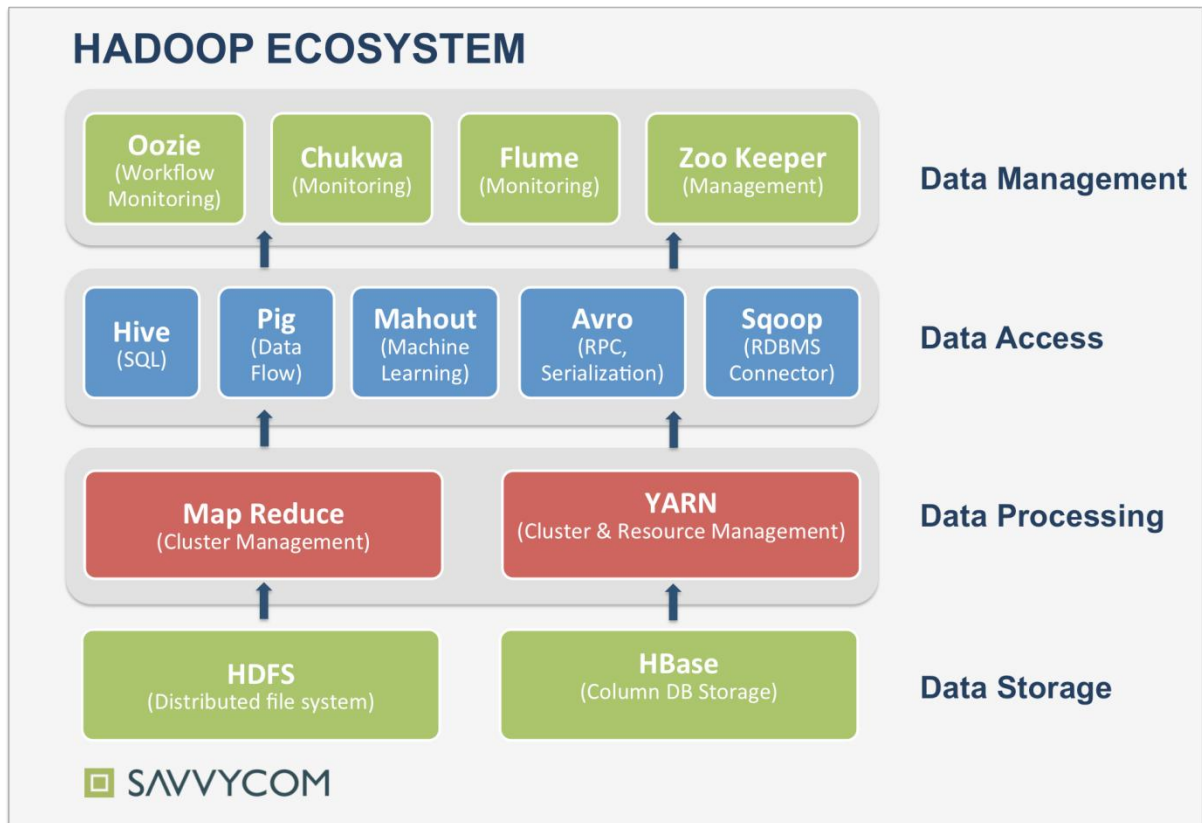 HADOOP ECOSYSTEM
Oozie
(Workflow
Monitoring)
Chukwa
(Monitoring)
Flume
(Monitoring)
Zoo Keeper
(Management)
Data Management
Hive
(SQL)
Pig
(Data
Flow)
Mahout
(Machine
Learning)
Avro
(RPC,
Serialization)
Sqoop
(RDBMS
Connector)
Data Access
Map Reduce
(Cluster Management)
YARN
(Cluster & Resource Management)
Data Processing
HDFS
(Distributed file system)
HBase
(Column DB Storage)
Data Storage
SAVVYCOM